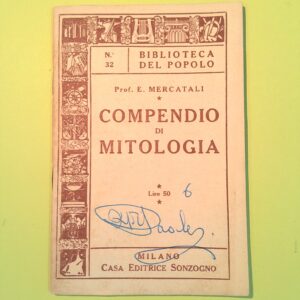 N.º
32
BIBLIOTECA
DEL POPOLO
Prof. E. MERCATALI
COMPENDIO
DI
MITOLOGIA
Lire 50
6
MILANO
CASA EDITRICE SONZOGNO